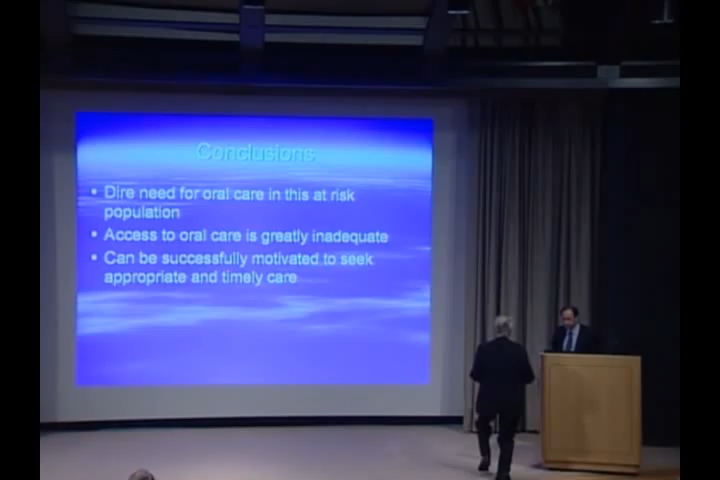 Conclusions
• Dire need for oral care in this at risk
population
• Access to oral care is greatly inadequate
• Can be successfully motivated to seek
appropriate and timely care